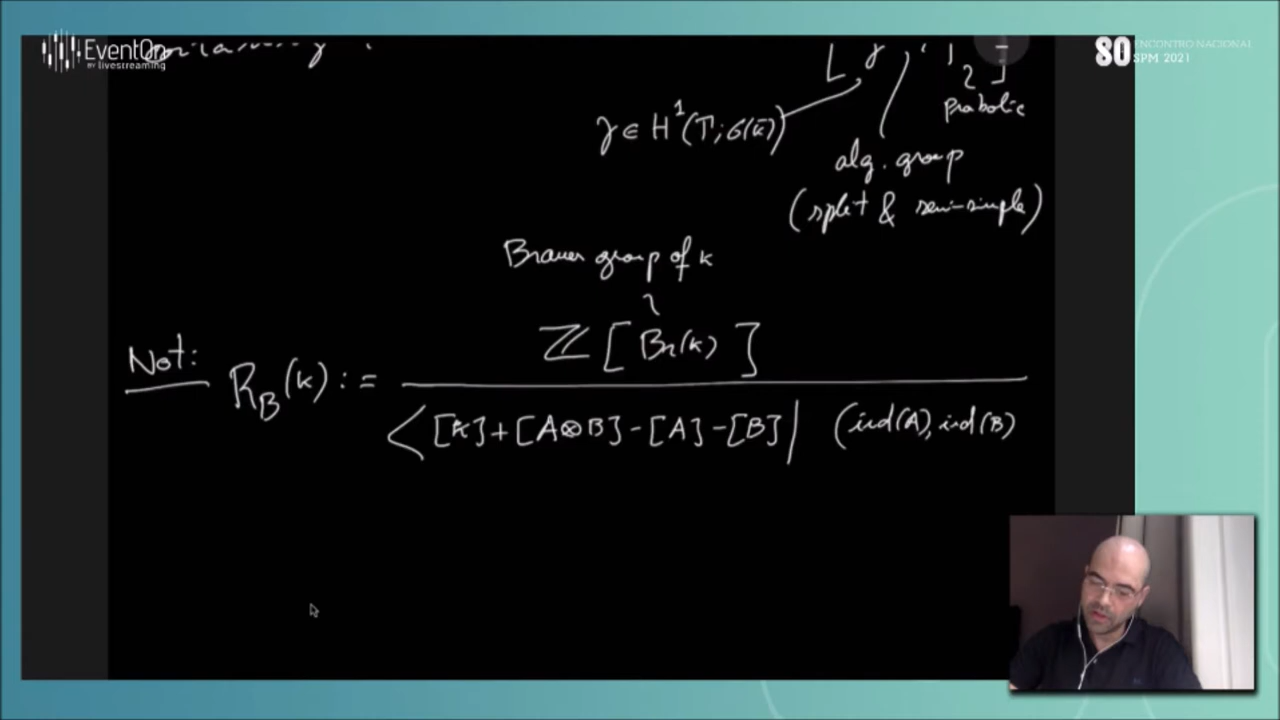 EventOn
BY livestreaming
80 ENCONTRO NACIONAL
SPM 2021
parabolic
γ ∈ H¹(Γ; G(k̄))
alg. group
(split & semi-simple)
Brauer group of k
Not: R_B(k) := ℤ[Br(k)]
<[k]+[A⊗B]-[A]-[B]| (ind(A), ind(B)